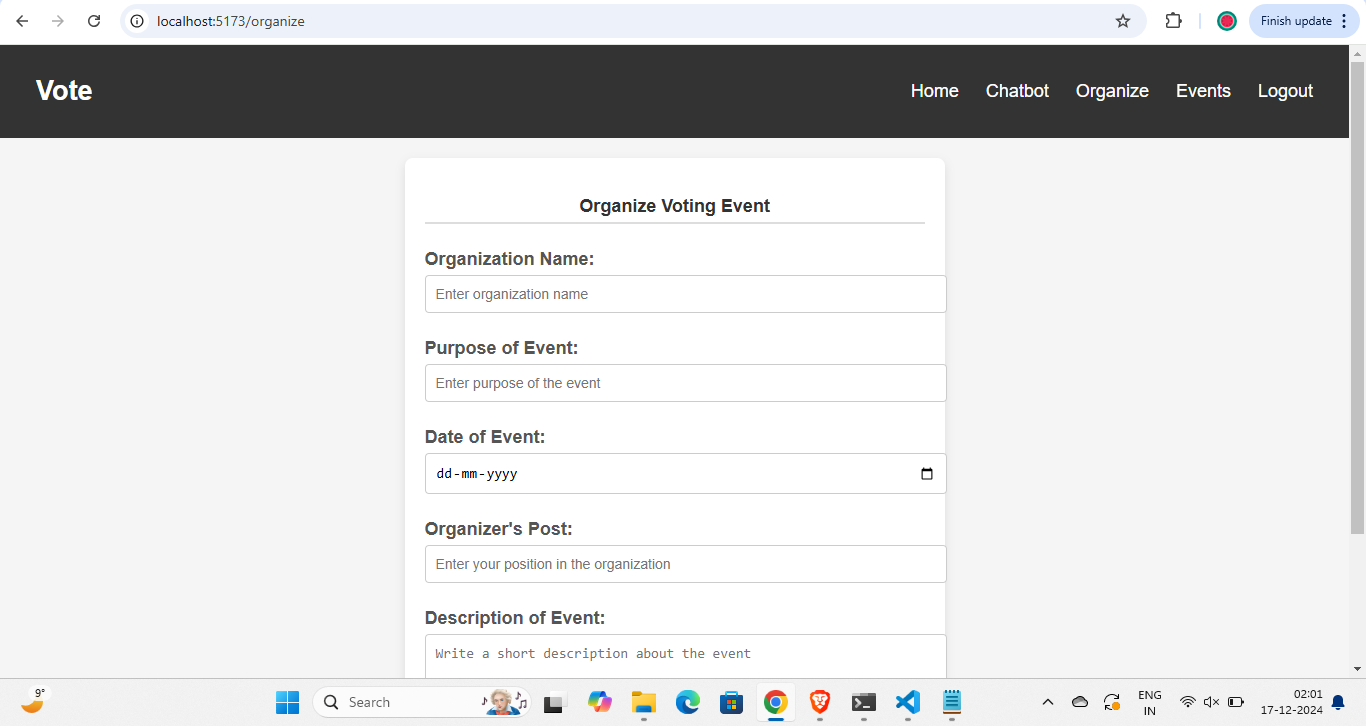 localhost:5173/organize
Finish update
Vote
Home Chatbot Organize Events Logout
Organize Voting Event
Organization Name:
Enter organization name
Purpose of Event:
Enter purpose of the event
Date of Event:
dd-mm-yyyy
Organizer's Post:
Enter your position in the organization
Description of Event:
Write a short description about the event
9°
Search
ENG
IN
02:01
17-12-2024